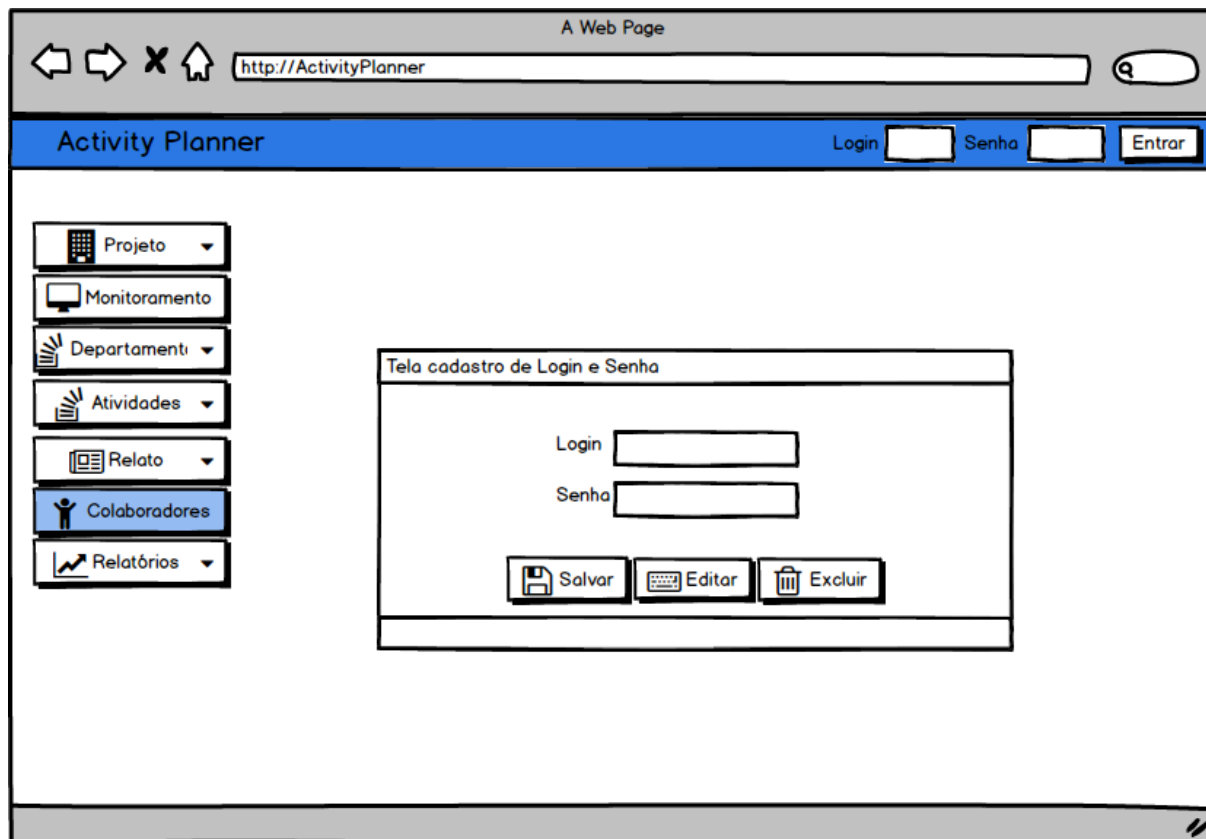 A Web Page
http://ActivityPlanner
Activity Planner
Login
Senha
Entrar
Projeto
Monitoramento
Departament
Atividades
Relato
Colaboradores
Relatórios
Tela cadastro de Login e Senha
Login
Senha
Salvar
Editar
Excluir